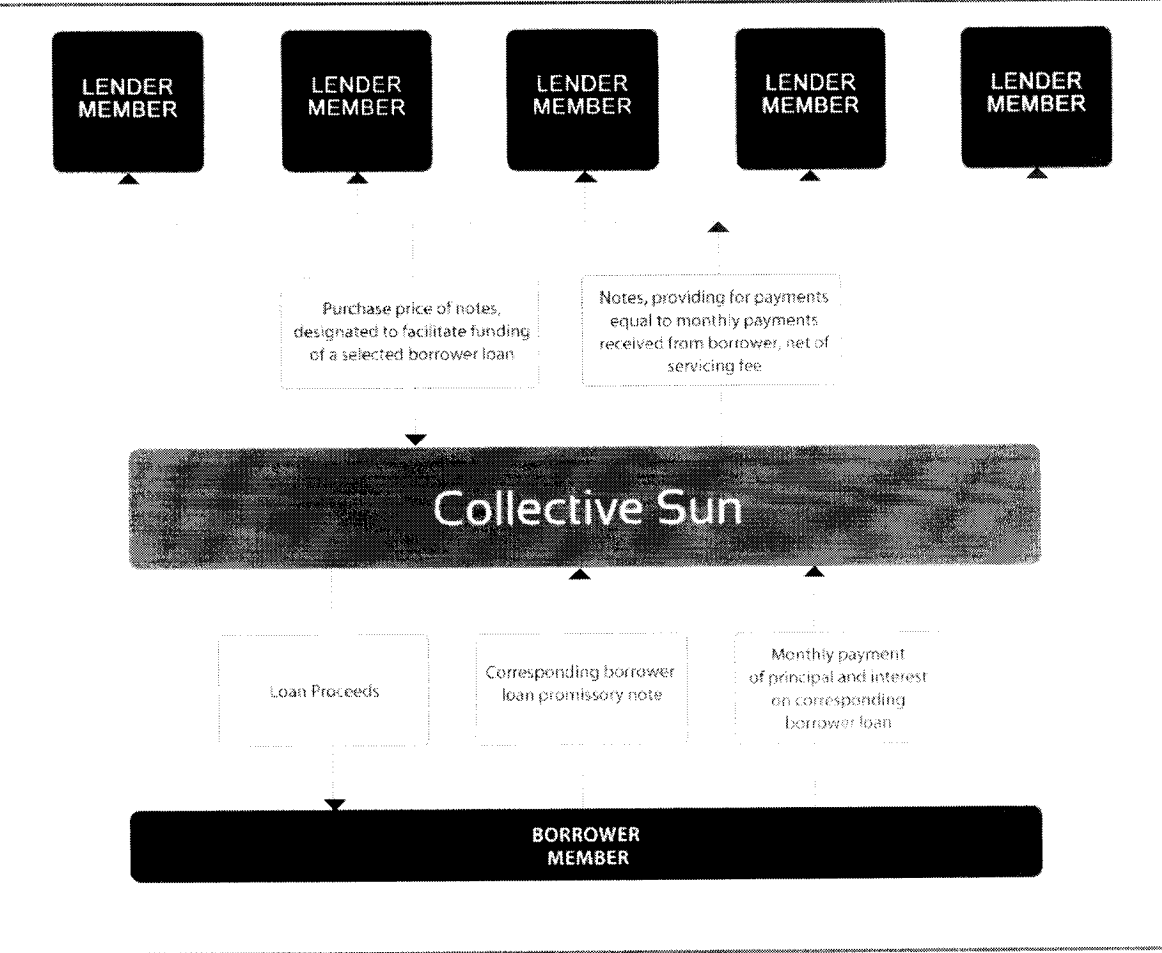 LENDER
MEMBER
LENDER
MEMBER
LENDER
MEMBER
LENDER
MEMBER
LENDER
MEMBER
Purchase price of notes,
designated to facilitate funding
of a selected borrower loan
Notes, providing for payments
equal to monthly payments
received from borrower, net of
servicing fee
Collective Sun
Loan Proceeds
Corresponding borrower
loan promissory note
Monthly payment
of principal and interest
on corresponding
borrower loan
BORROWER
MEMBER